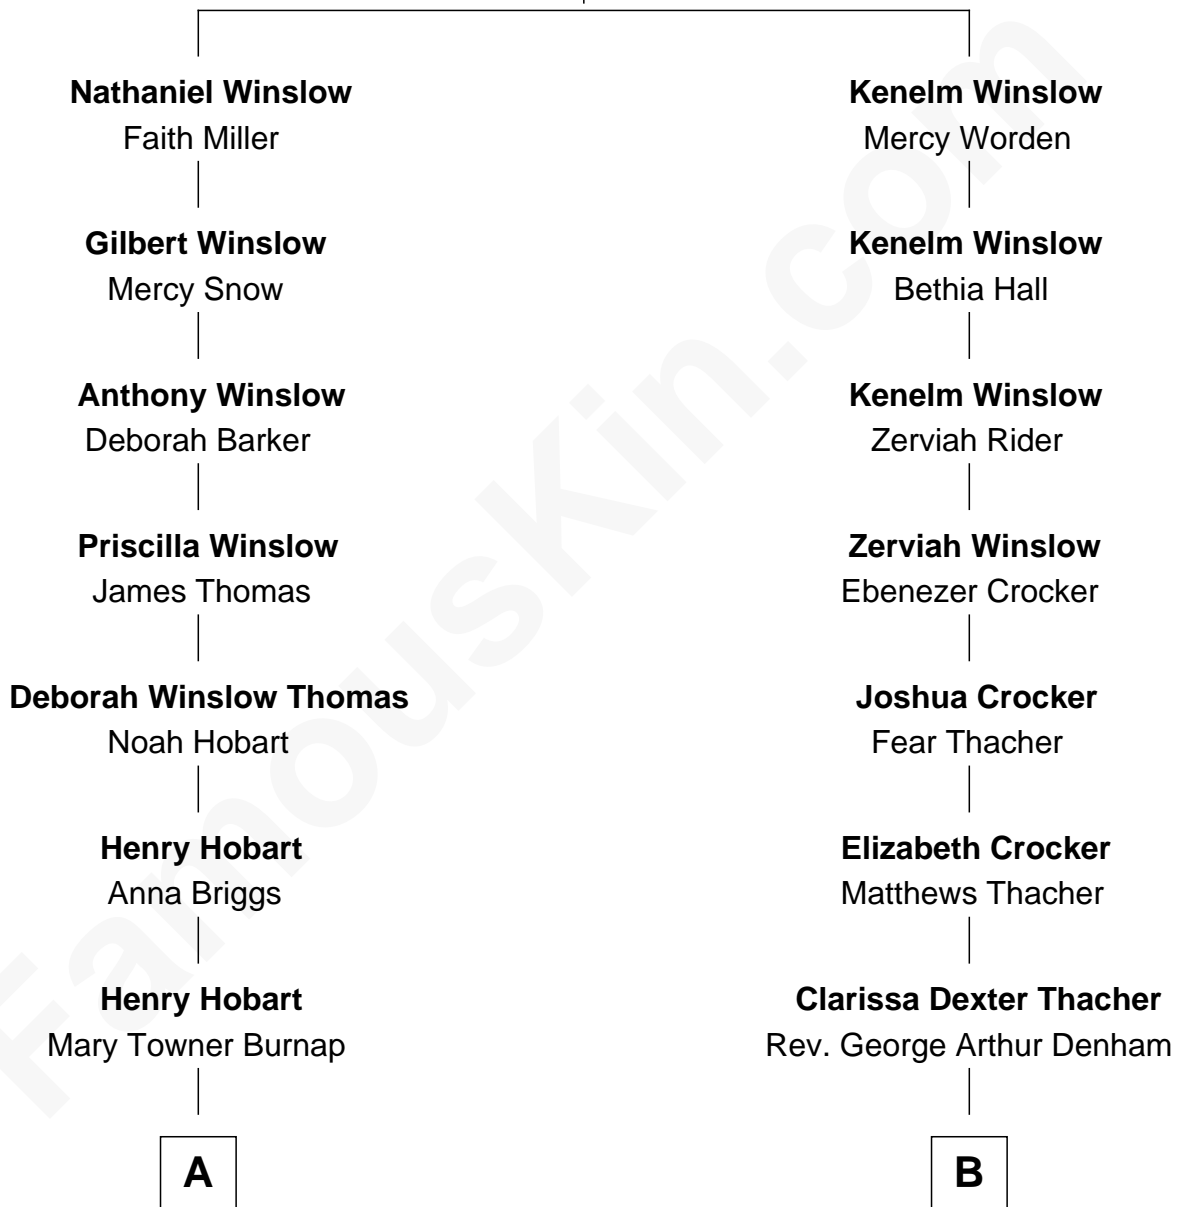 Nathaniel Winslow
Faith Miller
Kenelm Winslow
Mercy Worden
Gilbert Winslow
Mercy Snow
Kenelm Winslow
Bethia Hall
Anthony Winslow
Deborah Barker
Kenelm Winslow
Zerviah Rider
Priscilla Winslow
James Thomas
Zerviah Winslow
Ebenezer Crocker
Deborah Winslow Thomas
Noah Hobart
Joshua Crocker
Fear Thacher
Henry Hobart
Anna Briggs
Elizabeth Crocker
Matthews Thacher
Henry Hobart
Mary Towner Burnap
Clarissa Dexter Thacher
Rev. George Arthur Denham
A
B
FamousKin.com